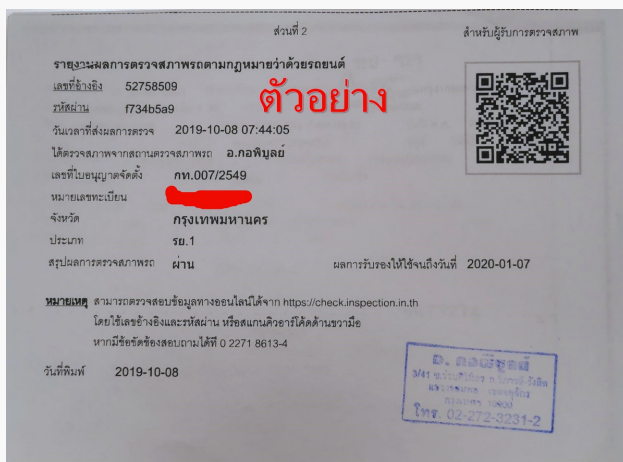 ส่วนที่ 2
สำหรับผู้รับการตรวจสภาพ
รายงานผลการตรวจสภาพรถตามกฎหมายว่าด้วยรถยนต์
เลขที่อ้างอิง 52758509
ตัวอย่าง
รหัสผ่าน f734b5a9
วันเวลาที่ส่งผลการตรวจ 2019-10-08 07:44:05
ได้ตรวจสภาพจากสถานตรวจสภาพรถ อ.กอพิบูลย์
เลขที่ใบอนุญาตจัดตั้ง กท.007/2549
หมายเลขทะเบียน
จังหวัด กรุงเทพมหานคร
ประเภท รย.1
สรุปผลการตรวจสภาพรถ ผ่าน ผลการรับรองให้ใช้จนถึงวันที่ 2020-01-07
หมายเหตุ สามารถตรวจสอบข้อมูลทางออนไลน์ได้จาก https://check.inspection.in.th
โดยใช้เลขอ้างอิงและรหัสผ่าน หรือสแกนคิวอาร์โค้ดด้านขวามือ
หากมีข้อขัดข้องสอบถามได้ที่ 0 2271 8613-4
วันที่พิมพ์ 2019-10-08
อ. กอพิบูลย์
3/41
กรุงเทพ 10900
โทร. 02-272-3231-2